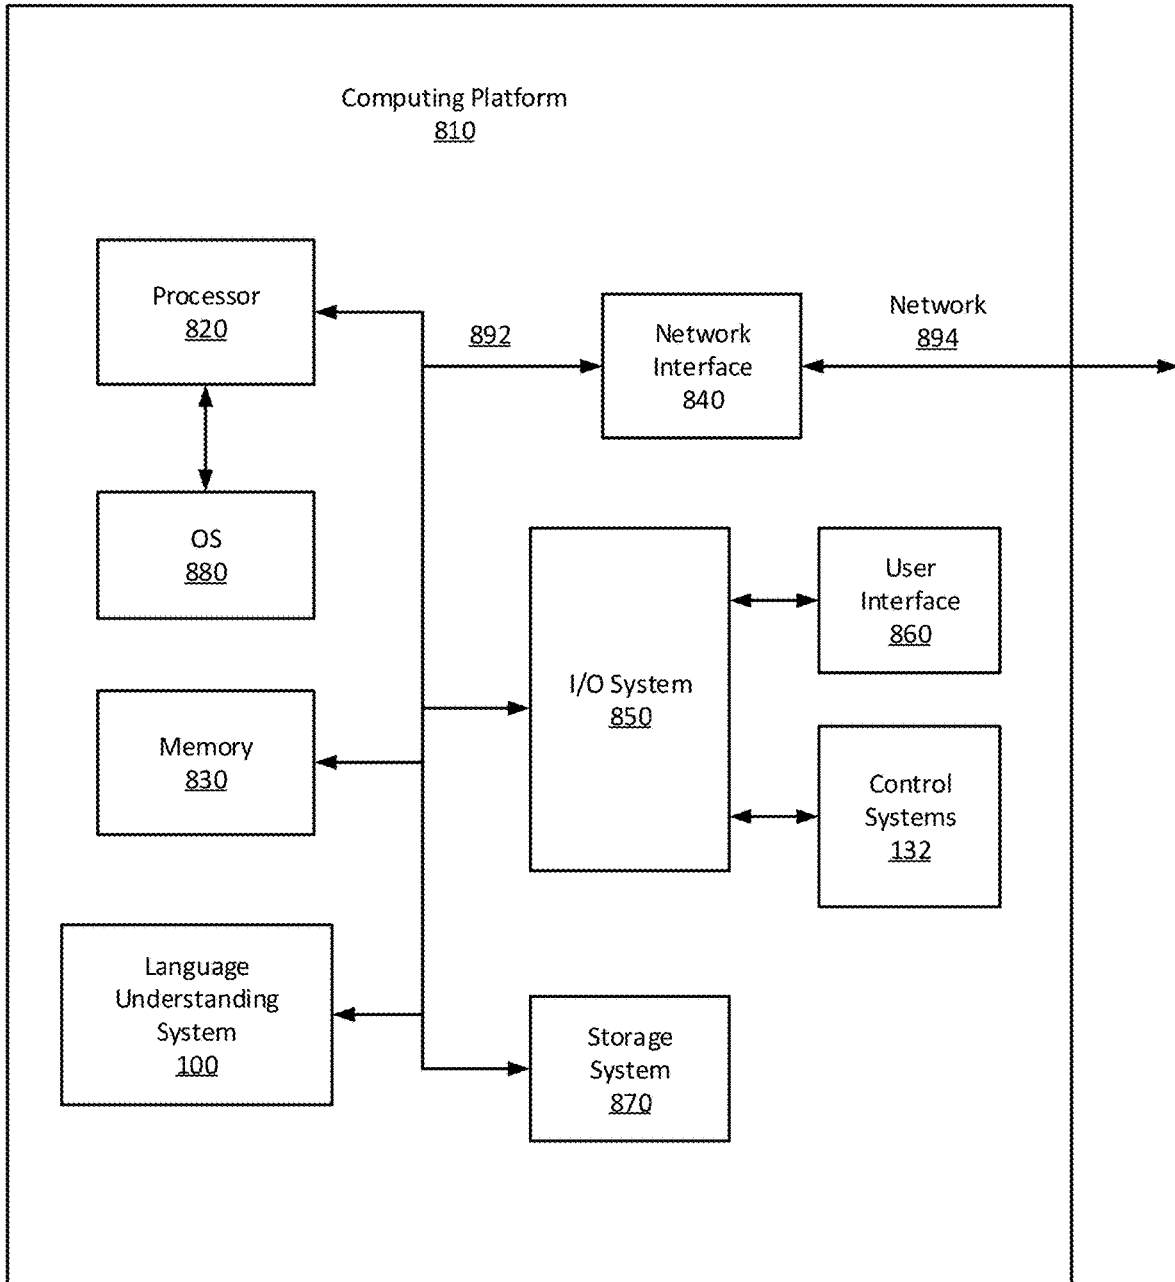 Computing Platform
810
Processor
820
892
Network
Interface
840
Network
894
OS
880
I/O System
850
User
Interface
860
Memory
830
Control
Systems
132
Language
Understanding
System
100
Storage
System
870